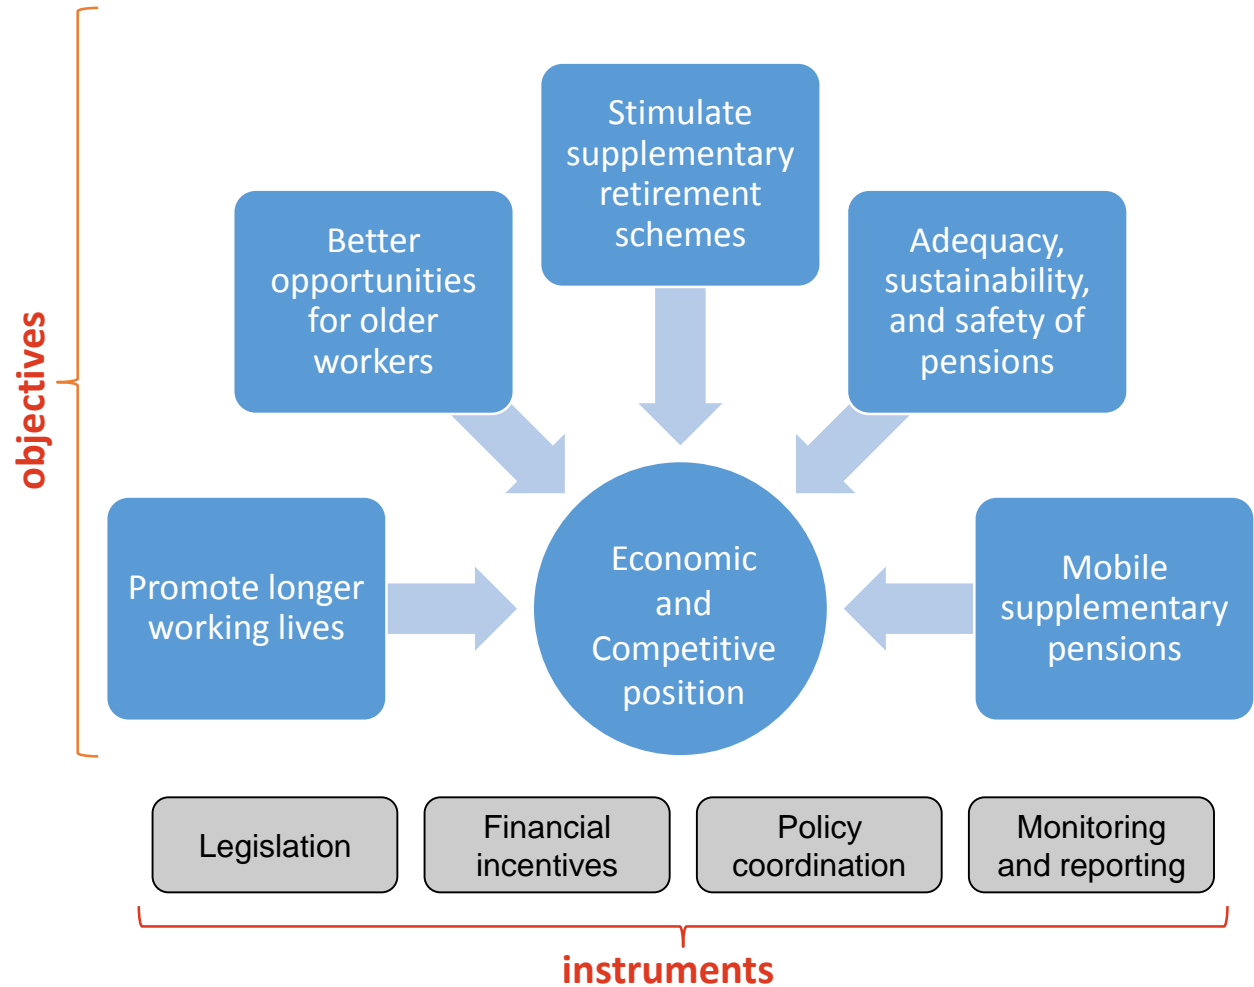 objectives
Stimulate
supplementary
retirement
schemes
Better
opportunities
for older
workers
Adequacy,
sustainability,
and safety of
pensions
Promote longer
working lives
Economic
and
Competitive
position
Mobile
supplementary
pensions
Legislation
Financial
incentives
Policy
coordination
Monitoring
and reporting
instruments